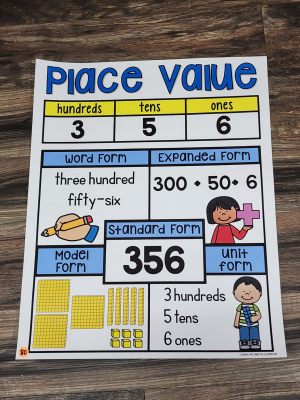 Place Value
hundreds tens ones
3 5 6
Word Form Expanded Form
three hundred
fifty-six
300 + 50+ 6
Standard Form
356
Model
Form
Unit
Form
3 hundreds
5 tens
6 ones